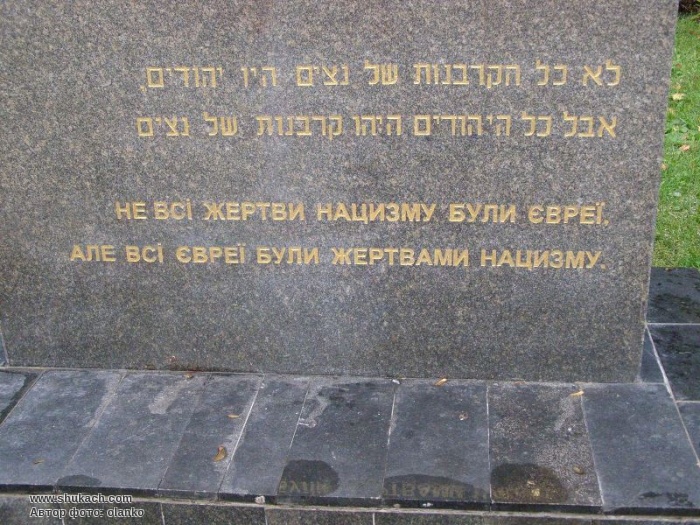 לא כל הקרבנות של נצים היו יהודים,
אבל כל היהודים היהו קרבנות של נצים
НЕ ВСІ ЖЕРТВИ НАЦИЗМУ БУЛИ ЄВРЕЇ.
АЛЕ ВСІ ЄВРЕЇ БУЛИ ЖЕРТВАМИ НАЦИЗМУ.
www.shukach.com
Автор фото: olanko